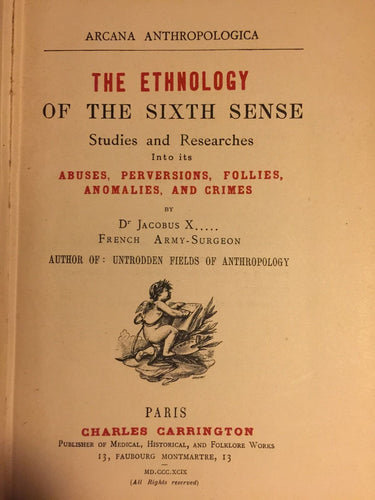 ARCANA ANTHROPOLOGICA
THE ETHNOLOGY
OF THE SIXTH SENSE
Studies and Researches
Into its
ABUSES, PERVERSIONS, FOLLIES,
ANOMALIES, AND CRIMES
BY
Dr JACOBUS X.....
FRENCH ARMY-SURGEON
AUTHOR OF: UNTRODDEN FIELDS OF ANTHROPOLOGY
PARIS
CHARLES CARRINGTON
PUBLISHER OF MEDICAL, HISTORICAL, AND FOLKLORE WORKS
13, FAUBOURG MONTMARTRE, 13
MD.CCC.XCIX
(All Rights reserved)